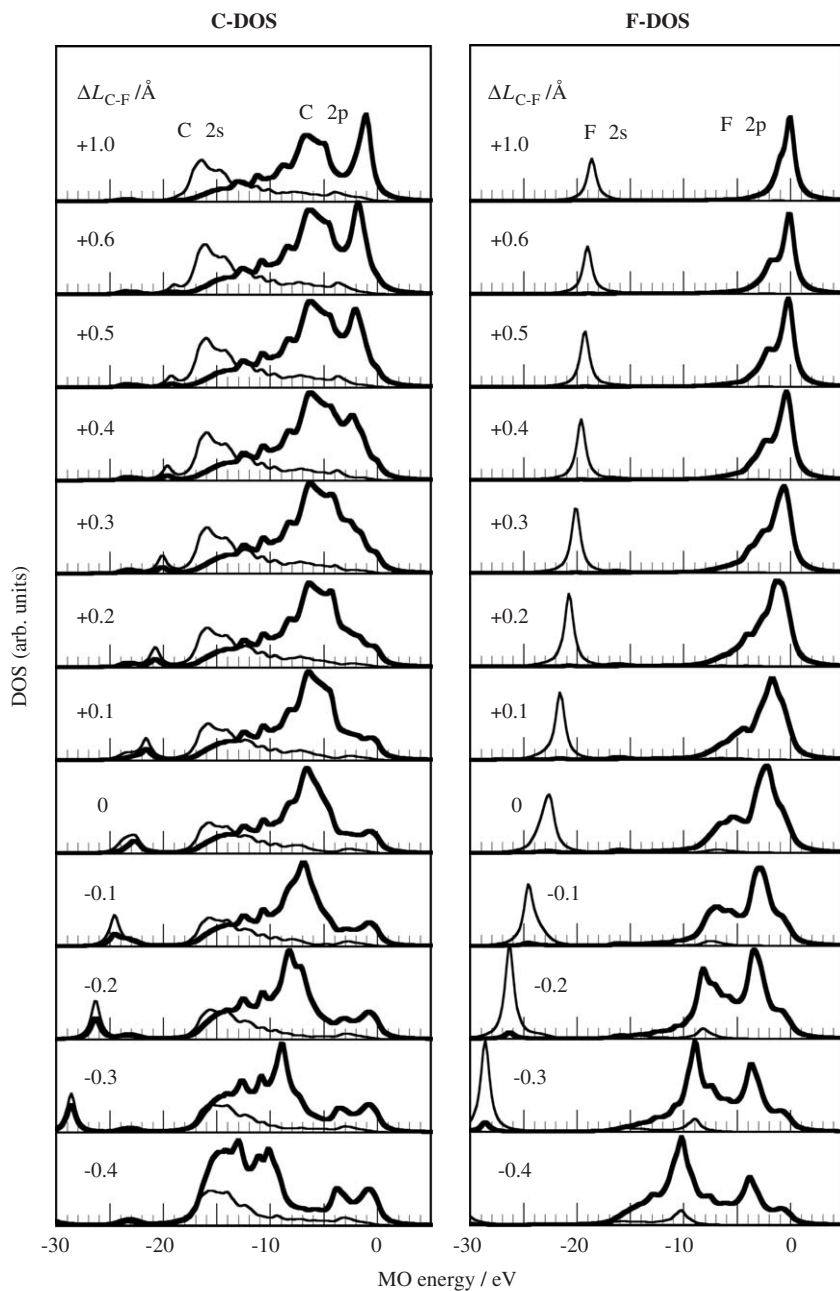 C-DOS F-DOS
ΔL_C-F /Å ΔL_C-F /Å
C 2s C 2p F 2s F 2p
+1.0 +1.0
+0.6 +0.6
+0.5 +0.5
+0.4 +0.4
+0.3 +0.3
+0.2 +0.2
+0.1 +0.1
0 0
-0.1 -0.1
-0.2 -0.2
-0.3 -0.3
-0.4 -0.4
DOS (arb. units)
-30 -20 -10 0 -30 -20 -10 0
MO energy / eV